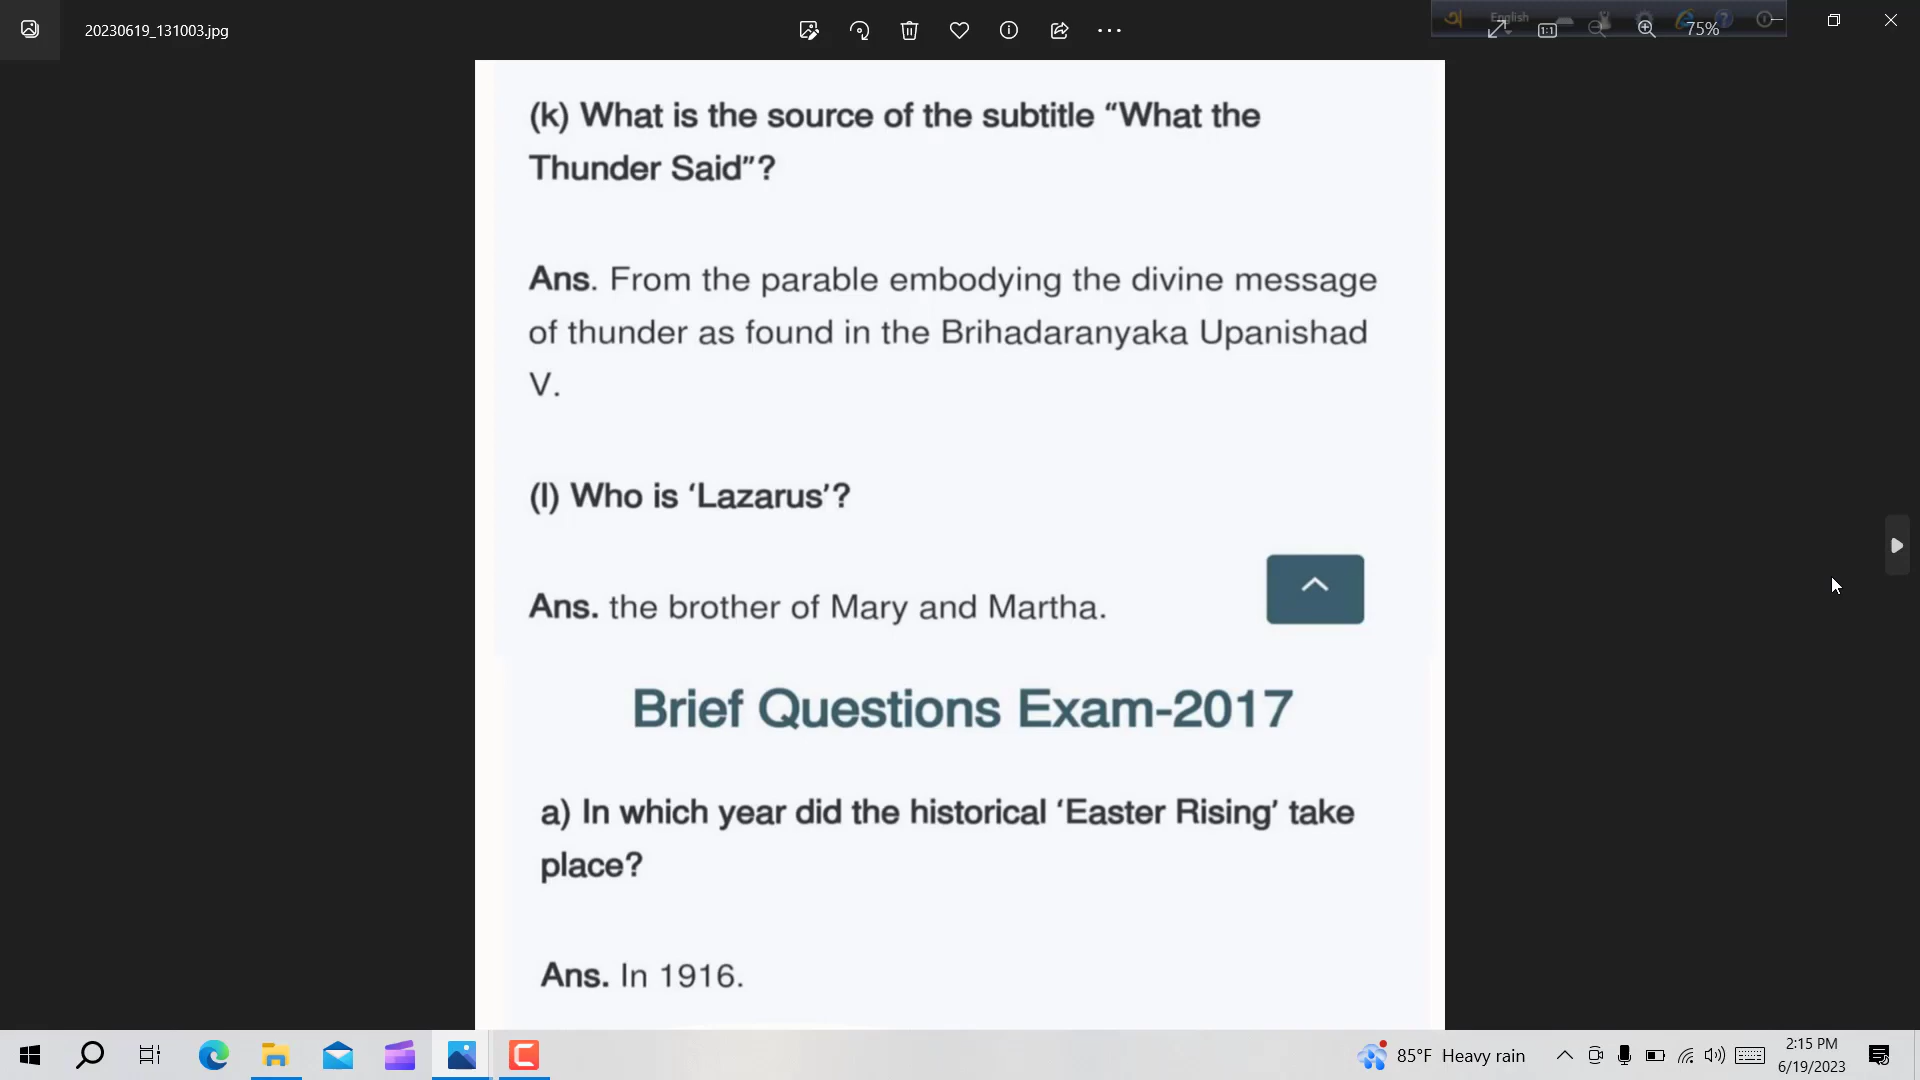 20230619_131003.jpg
English
75%
(k) What is the source of the subtitle “What the
Thunder Said”?
Ans. From the parable embodying the divine message
of thunder as found in the Brihadaranyaka Upanishad
V.
(l) Who is ‘Lazarus’?
Ans. the brother of Mary and Martha.
Brief Questions Exam-2017
a) In which year did the historical ‘Easter Rising’ take
place?
Ans. In 1916.
85°F Heavy rain
2:15 PM
6/19/2023